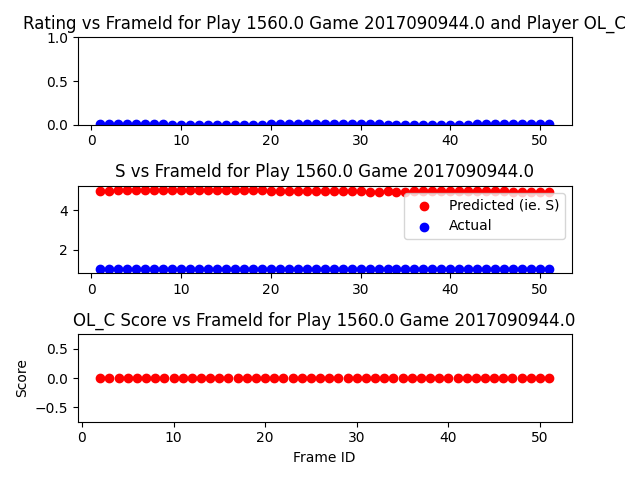 Rating vs FrameId for Play 1560.0 Game 2017090944.0 and Player OL_C
1.0
0.5
0.0
0 10 20 30 40 50
S vs FrameId for Play 1560.0 Game 2017090944.0
4
2
Predicted (ie. S)
Actual
0 10 20 30 40 50
OL_C Score vs FrameId for Play 1560.0 Game 2017090944.0
Score
0.5
0.0
−0.5
0 10 20 30 40 50
Frame ID